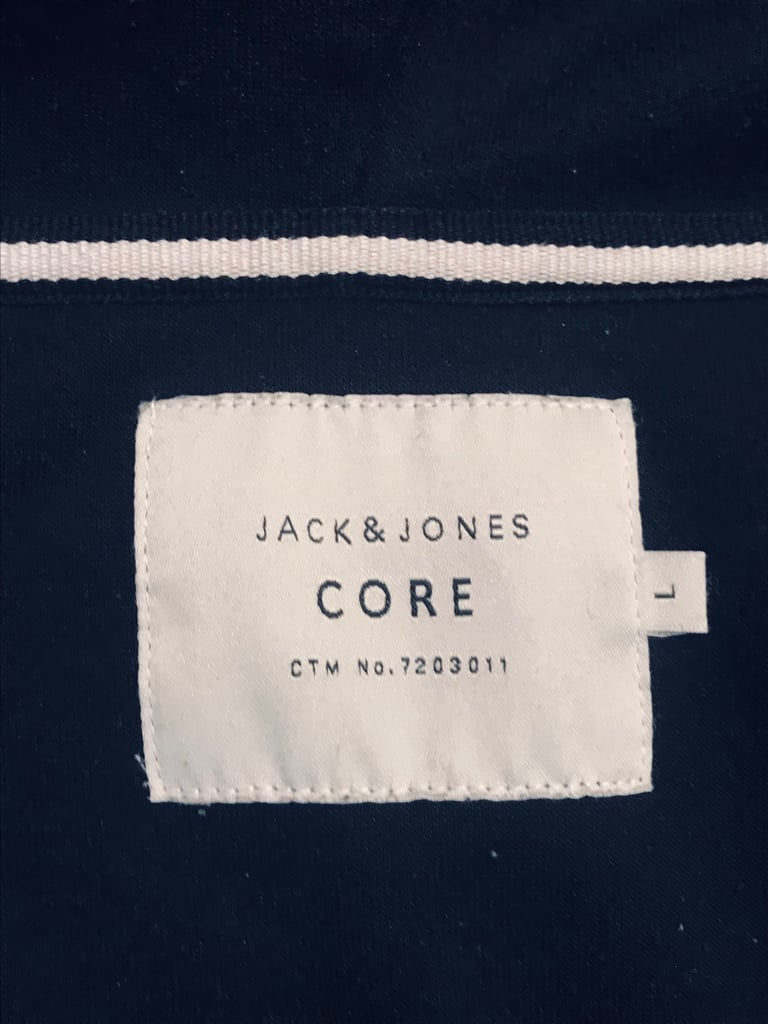 JACK & JONES
CORE
CTM No.7203011
L